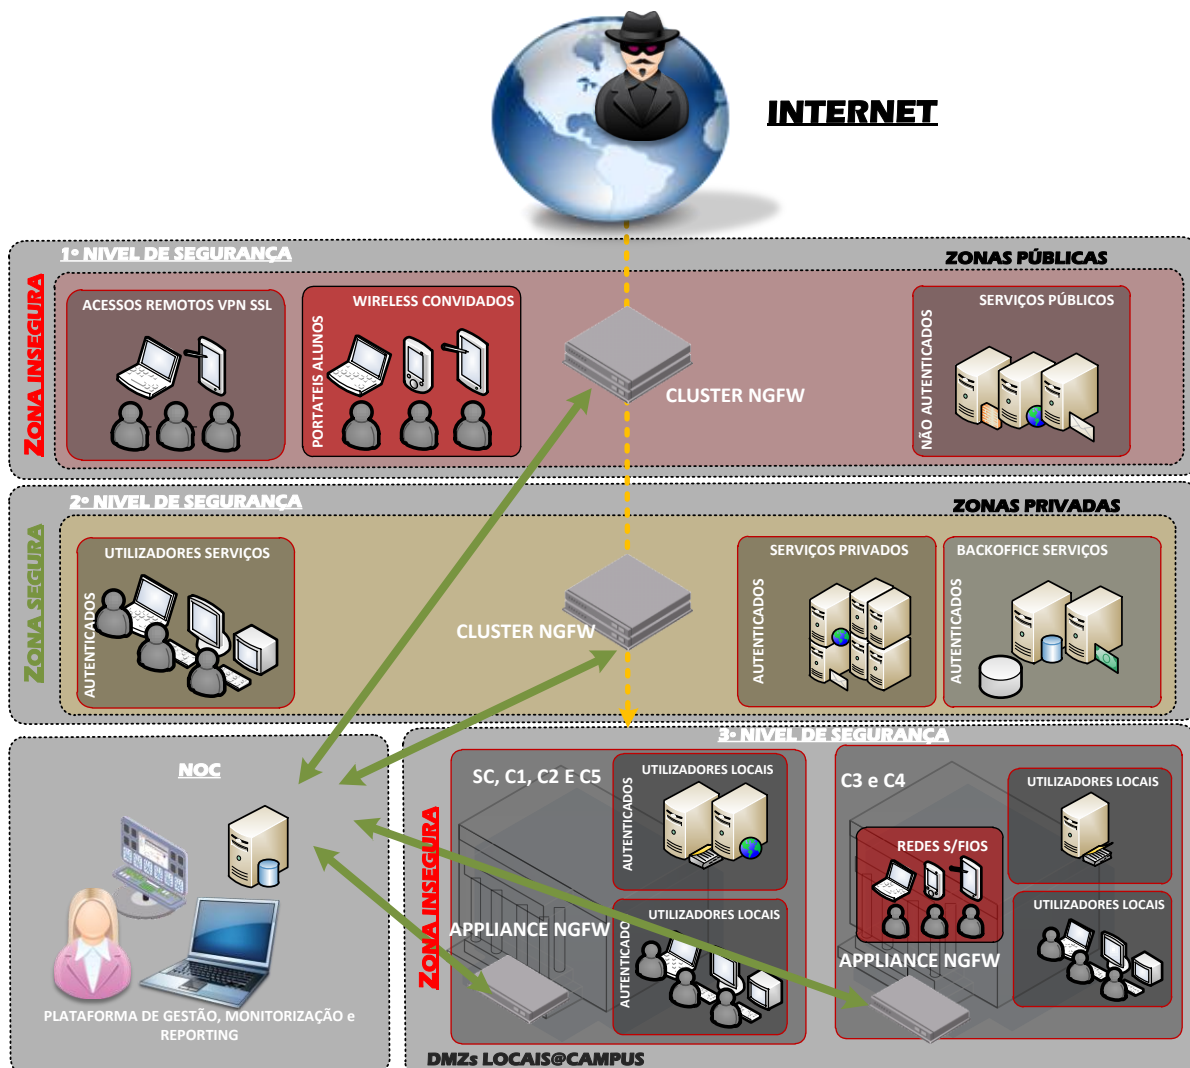 INTERNET
1º NIVEL DE SEGURANÇA
ZONAS PÚBLICAS
ZONA INSEGURA
ACESSOS REMOTOS VPN SSL
WIRELESS CONVIDADOS
PORTATEIS ALUNOS
CLUSTER NGFW
SERVIÇOS PÚBLICOS
NÃO AUTENTICADOS
2º NIVEL DE SEGURANÇA
ZONAS PRIVADAS
ZONA SEGURA
UTILIZADORES SERVIÇOS
AUTENTICADOS
CLUSTER NGFW
SERVIÇOS PRIVADOS
AUTENTICADOS
BACKOFFICE SERVIÇOS
AUTENTICADOS
NOC
PLATAFORMA DE GESTÃO, MONITORIZAÇÃO e
REPORTING
3º NIVEL DE SEGURANÇA
ZONA INSEGURA
SC, C1, C2 E C5
UTILIZADORES LOCAIS
AUTENTICADOS
UTILIZADORES LOCAIS
AUTENTICADO
APPLIANCE NGFW
C3 e C4
UTILIZADORES LOCAIS
REDES S/FIOS
UTILIZADORES LOCAIS
APPLIANCE NGFW
DMZs LOCAIS@CAMPUS